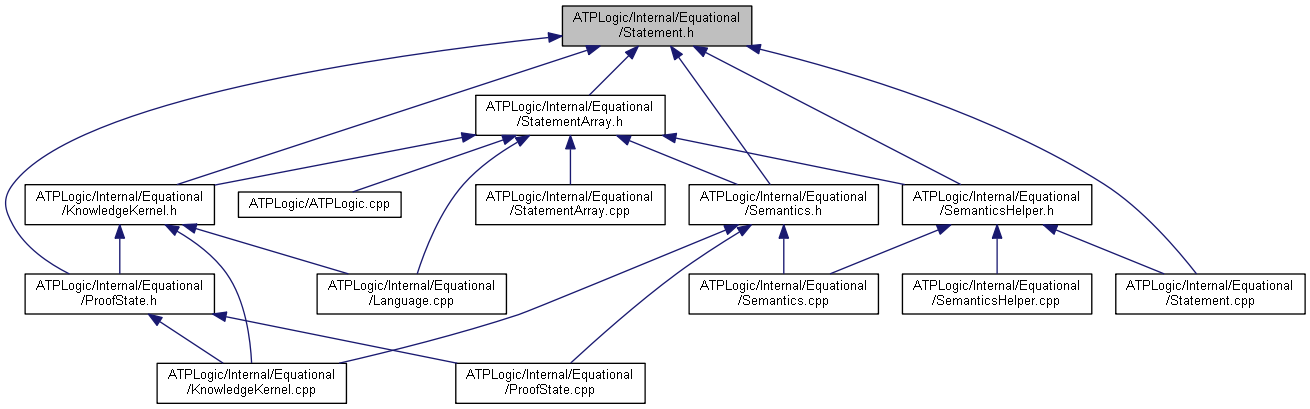 ATPLogic/Internal/Equational
/Statement.h
ATPLogic/Internal/Equational
/StatementArray.h
ATPLogic/Internal/Equational
/KnowledgeKernel.h
ATPLogic/ATPLogic.cpp
ATPLogic/Internal/Equational
/StatementArray.cpp
ATPLogic/Internal/Equational
/Semantics.h
ATPLogic/Internal/Equational
/SemanticsHelper.h
ATPLogic/Internal/Equational
/ProofState.h
ATPLogic/Internal/Equational
/Language.cpp
ATPLogic/Internal/Equational
/Semantics.cpp
ATPLogic/Internal/Equational
/SemanticsHelper.cpp
ATPLogic/Internal/Equational
/Statement.cpp
ATPLogic/Internal/Equational
/KnowledgeKernel.cpp
ATPLogic/Internal/Equational
/ProofState.cpp